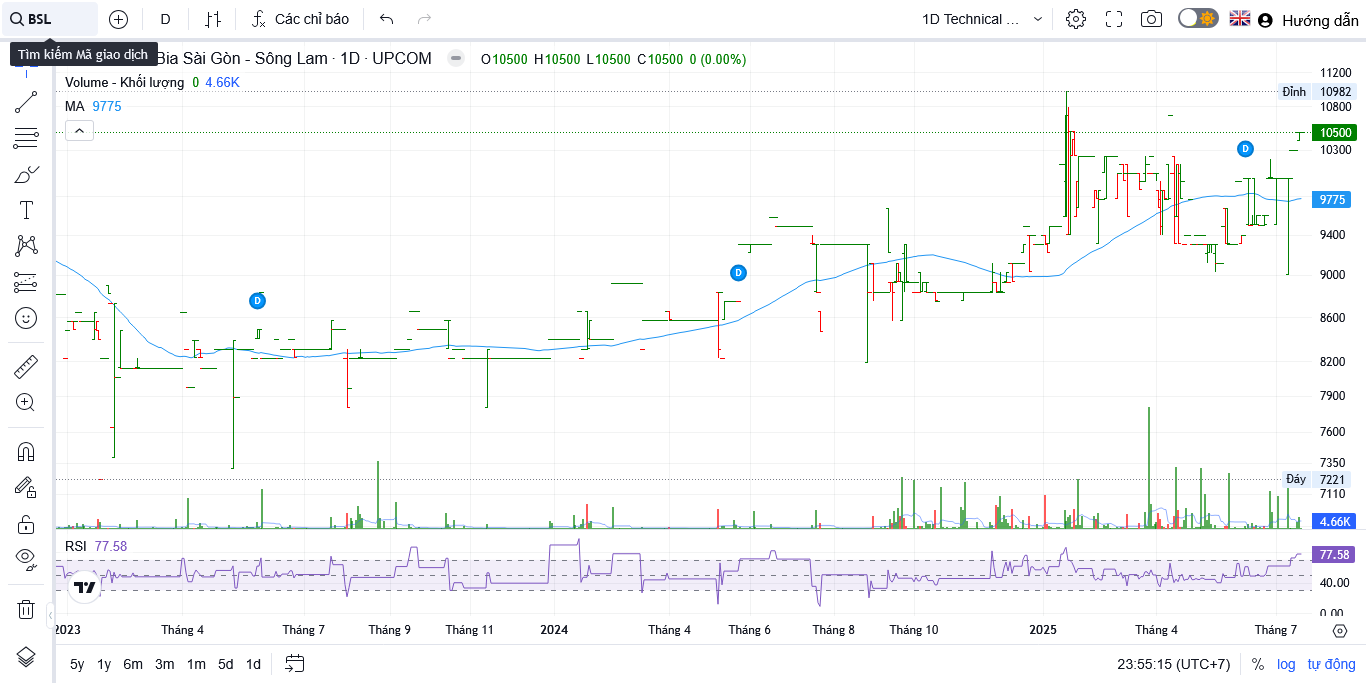 BSL
D
Các chỉ báo
1D Technical ...
Hướng dẫn
Tìm kiếm Mã giao dịch
Bia Sài Gòn - Sông Lam · 1D · UPCOM
O10500 H10500 L10500 C10500 0 (0.00%)
Volume - Khối lượng 0 4.66K
MA 9775
11200
Đỉnh 10982
10800
10500
10300
D
9775
9400
D
9000
D
8600
8200
7900
7600
7350
Đáy 7221
7110
4.66K
RSI 77.58
77.58
40.00
0.00
2023 Tháng 4 Tháng 7 Tháng 9 Tháng 11 2024 Tháng 4 Tháng 6 Tháng 8 Tháng 10 2025 Tháng 4 Tháng 7
5y 1y 6m 3m 1m 5d 1d
23:55:15 (UTC+7) % log tự động